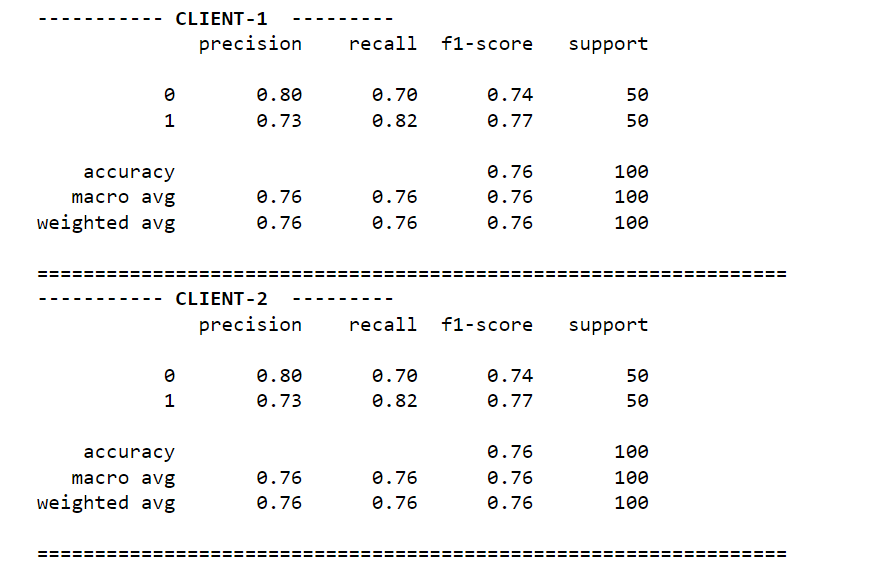 ----------- CLIENT-1  ---------
              precision    recall  f1-score   support

           0       0.80      0.70      0.74        50
           1       0.73      0.82      0.77        50

    accuracy                           0.76       100
   macro avg       0.76      0.76      0.76       100
weighted avg       0.76      0.76      0.76       100

=================================================================
----------- CLIENT-2  ---------
              precision    recall  f1-score   support

           0       0.80      0.70      0.74        50
           1       0.73      0.82      0.77        50

    accuracy                           0.76       100
   macro avg       0.76      0.76      0.76       100
weighted avg       0.76      0.76      0.76       100

=================================================================